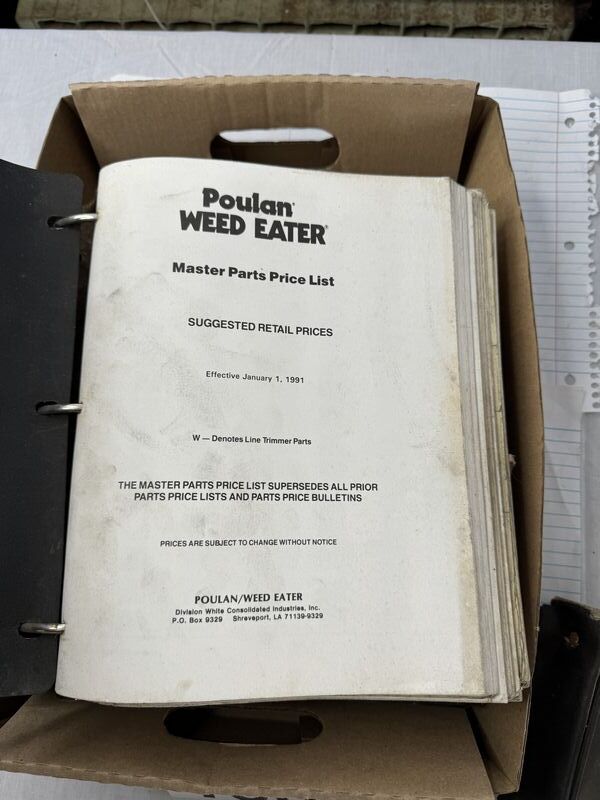 Poulan®
WEED EATER®
Master Parts Price List
SUGGESTED RETAIL PRICES
Effective January 1, 1991
W — Denotes Line Trimmer Parts
THE MASTER PARTS PRICE LIST SUPERSEDES ALL PRIOR
PARTS PRICE LISTS AND PARTS PRICE BULLETINS
PRICES ARE SUBJECT TO CHANGE WITHOUT NOTICE
POULAN/WEED EATER
Division White Consolidated Industries, Inc.
P.O. Box 9329 Shreveport, LA 71139-9329